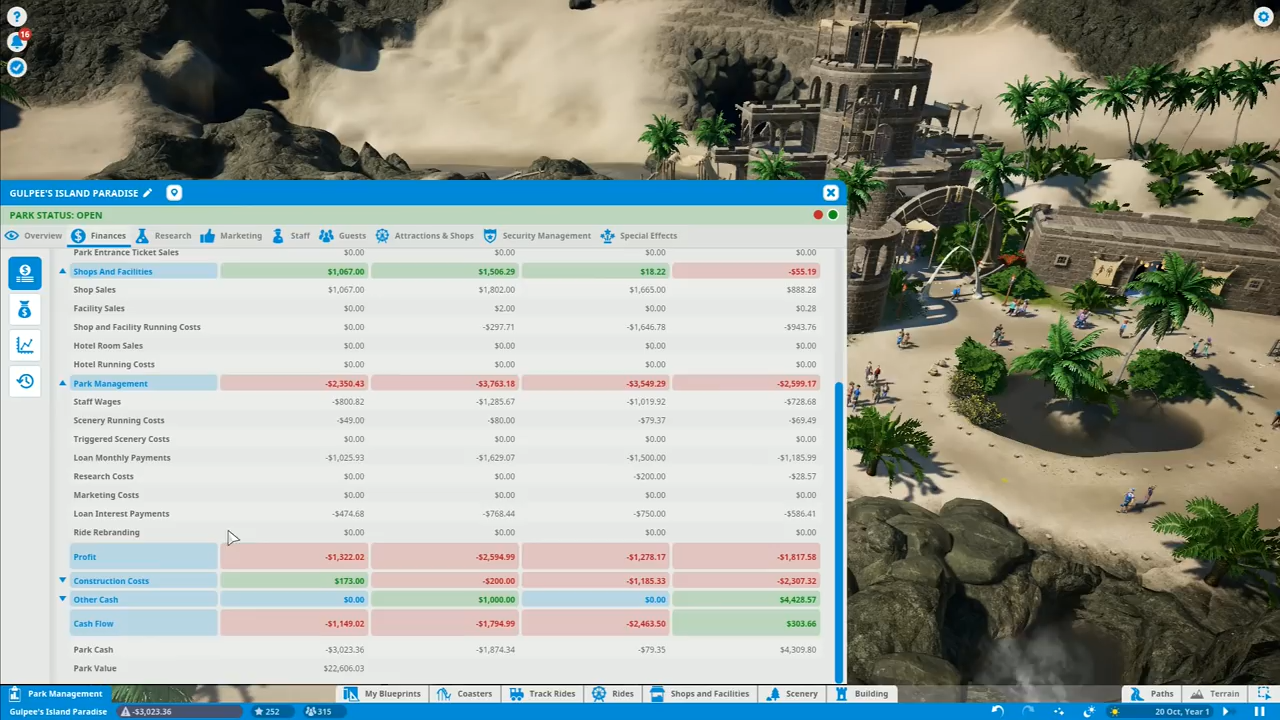 ?
16
GULPEE'S ISLAND PARADISE
PARK STATUS: OPEN
Overview Finances Research Marketing Staff Guests Attractions & Shops Security Management Special Effects
Park Entrance Ticket Sales $0.00 $0.00 $0.00 $0.00
Shops And Facilities $1,067.00 $1,506.29 $18.22 -$55.19
Shop Sales $1,067.00 $1,802.00 $1,665.00 $888.28
Facility Sales $0.00 $2.00 $0.00 $0.28
Shop and Facility Running Costs $0.00 -$297.71 -$1,646.78 -$943.76
Hotel Room Sales $0.00 $0.00 $0.00 $0.00
Hotel Running Costs $0.00 $0.00 $0.00 $0.00
Park Management -$2,350.43 -$3,763.18 -$3,549.29 -$2,599.17
Staff Wages -$800.82 -$1,285.67 -$1,019.92 -$728.68
Scenery Running Costs -$49.00 -$80.00 -$79.37 -$69.49
Triggered Scenery Costs $0.00 $0.00 $0.00 $0.00
Loan Monthly Payments -$1,025.93 -$1,629.07 -$1,500.00 -$1,185.99
Research Costs $0.00 $0.00 -$200.00 -$28.57
Marketing Costs $0.00 $0.00 $0.00 $0.00
Loan Interest Payments -$474.68 -$768.44 -$750.00 -$586.41
Ride Rebranding $0.00 $0.00 $0.00 $0.00
Profit -$1,322.02 -$2,594.99 -$1,278.17 -$1,817.58
Construction Costs $173.00 -$200.00 -$1,185.33 -$2,307.32
Other Cash $0.00 $1,000.00 $0.00 $4,428.57
Cash Flow -$1,149.02 -$1,794.99 -$2,463.50 $303.66
Park Cash -$3,023.36 -$1,874.34 -$79.35 $4,309.80
Park Value $22,606.03
Park Management My Blueprints Coasters Track Rides Rides Shops and Facilities Scenery Building Paths Terrain
Gulpee's Island Paradise -$3,023.36 252 315 20 Oct, Year 1